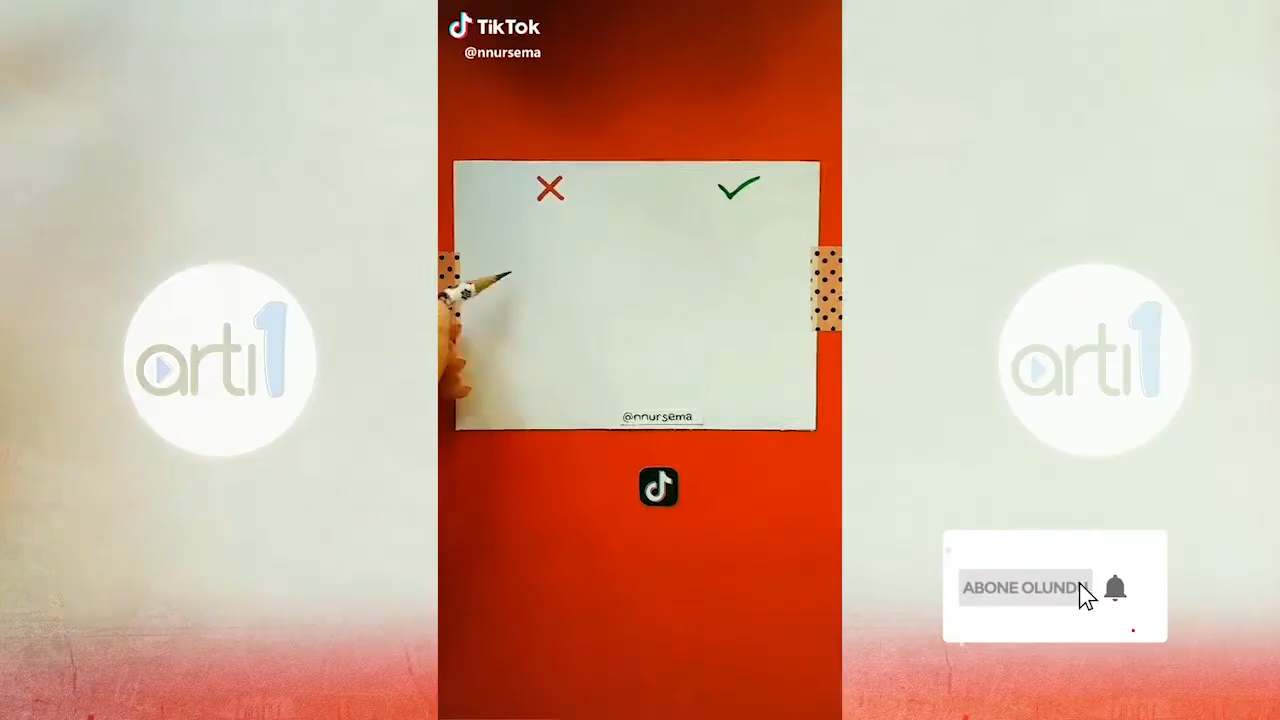 TikTok
@nnursema
@nnursema
arti1
arti1
ABONE OLUNDU